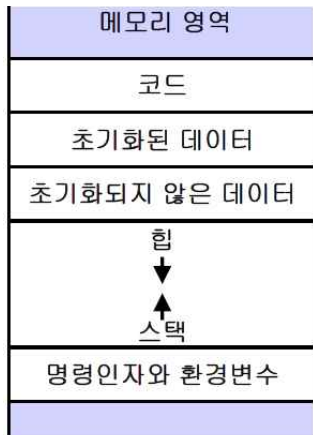 메모리 영역
코드
초기화된 데이터
초기화되지 않은 데이터
힙
스택
명령인자와 환경변수